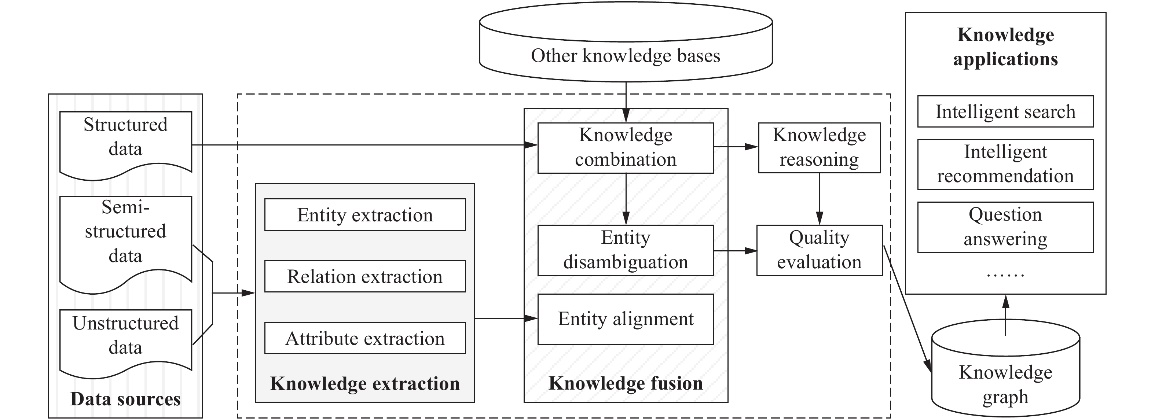 Other knowledge bases
Structured
data
Semi-
structured
data
Unstructured
data
Data sources
Entity extraction
Relation extraction
Attribute extraction
Knowledge extraction
Knowledge
combination
Entity
disambiguation
Entity alignment
Knowledge fusion
Knowledge
reasoning
Quality
evaluation
Knowledge
applications
Intelligent search
Intelligent
recommendation
Question
answering
......
Knowledge
graph